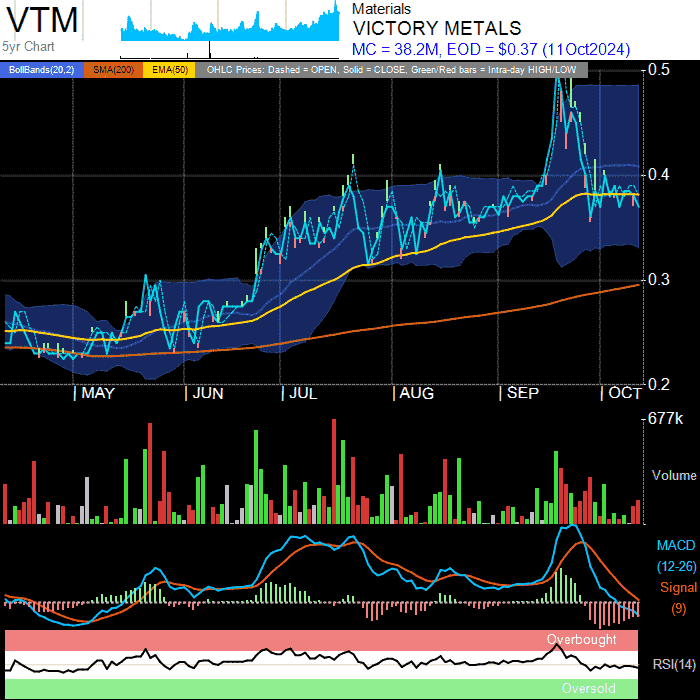 VTM
5yr Chart
Materials
VICTORY METALS
MC = 38.2M, EOD = $0.37 (11Oct2024)
BollBands(20,2) SMA(200) EMA(50) OHLC Prices: Dashed = OPEN, Solid = CLOSE, Green/Red bars = Intra-day HIGH/LOW
0.5
0.4
0.3
0.2
MAY JUN JUL AUG SEP OCT
677k
Volume
MACD
(12-26)
Signal
(9)
Overbought
RSI(14)
Oversold